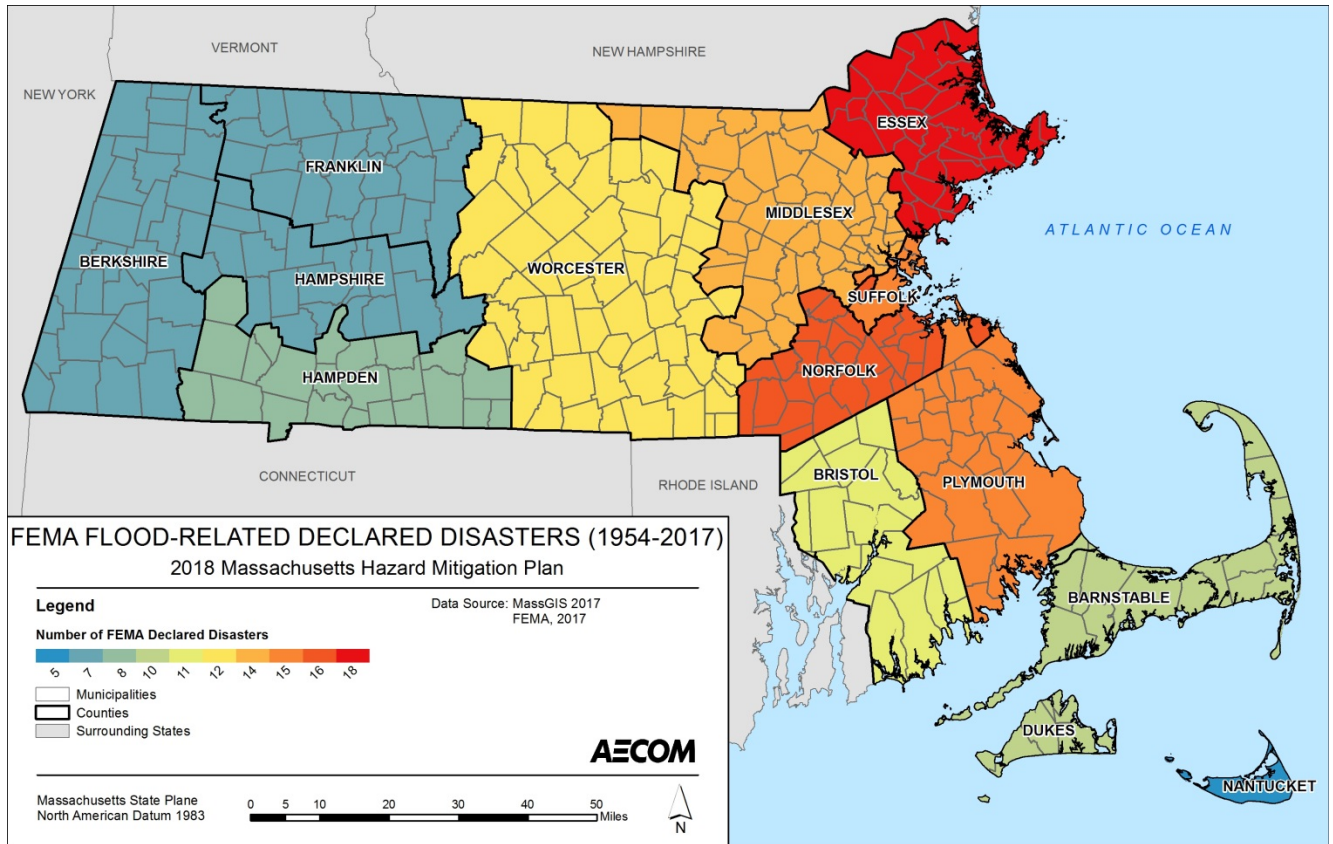 VERMONT
NEW HAMPSHIRE
NEW YORK
ESSEX
FRANKLIN
MIDDLESEX
ATLANTIC OCEAN
BERKSHIRE
WORCESTER
HAMPSHIRE
SUFFOLK
NORFOLK
HAMPDEN
CONNECTICUT
RHODE ISLAND
BRISTOL
PLYMOUTH
BARNSTABLE
DUKES
NANTUCKET
FEMA FLOOD-RELATED DECLARED DISASTERS (1954-2017)
2018 Massachusetts Hazard Mitigation Plan
Legend
Data Source: MassGIS 2017
FEMA, 2017
Number of FEMA Declared Disasters
5 7 8 10 11 12 14 15 16 18
Municipalities
Counties
Surrounding States
AECOM
Massachusetts State Plane
North American Datum 1983
0 5 10 20 30 40 50 Miles
N